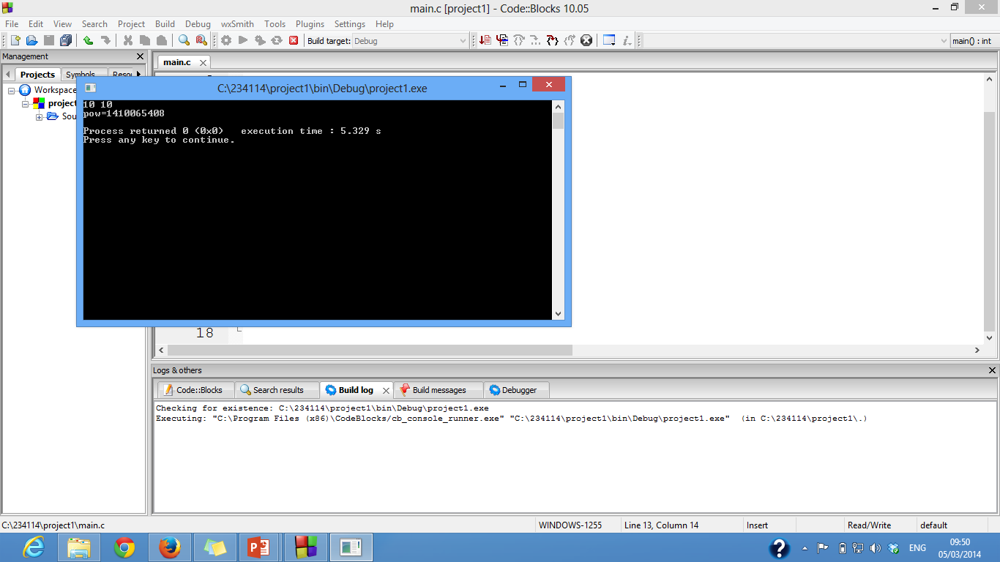 main.c [project1] - Code::Blocks 10.05
File Edit View Search Project Build Debug wxSmith Tools Plugins Settings Help
Build target: Debug
main() : int
Management
Projects Symbols Resou
main.c
Workspace
project
Sou
C:\234114\project1\bin\Debug\project1.exe
10 10
pow=1410065408
Process returned 0 (0x0) execution time : 5.329 s
Press any key to continue.
18
Logs & others
Code::Blocks Search results Build log Build messages Debugger
Checking for existence: C:\234114\project1\bin\Debug\project1.exe
Executing: "C:\Program Files (x86)\CodeBlocks/cb_console_runner.exe" "C:\234114\project1\bin\Debug\project1.exe" (in C:\234114\project1\.)
C:\234114\project1\main.c WINDOWS-1255 Line 13, Column 14 Insert Read/Write default
ENG
09:50
05/03/2014